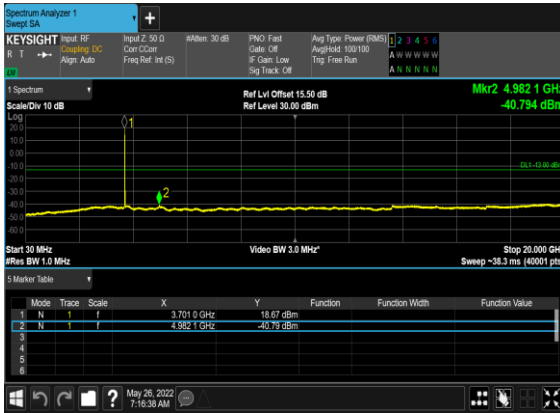 Spectrum Analyzer 1
Swept SA
KEYSIGHT Input: RF Input Z: 50 Ω #Atten: 30 dB PNO: Fast Avg Type: Power (RMS) 1 2 3 4 5 6
R T Coupling: DC Corr CCorr Gate: Off Avg|Hold: 100/100 A W W W W W
Align: Auto Freq Ref: Int (S) IF Gain: Low Trig: Free Run
Sig Track: Off A N N N N N
1 Spectrum Ref Lvl Offset 15.50 dB Mkr2 4.982 1 GHz
Scale/Div 10 dB Ref Level 30.00 dBm -40.794 dBm
Log
20.0
10.0
0.00
-10.0
-20.0
-30.0
-40.0
-50.0
-60.0
1
2
DL1 -13.00 dBm
Start 30 MHz Video BW 3.0 MHz* Stop 20.000 GHz
#Res BW 1.0 MHz Sweep ~38.3 ms (40001 pts)
5 Marker Table
Mode Trace Scale X Y Function Function Width Function Value
1 N 1 f 3.701 0 GHz 18.67 dBm
2 N 1 f 4.982 1 GHz -40.79 dBm
3
4
5
6
? May 26, 2022
7:16:38 AM